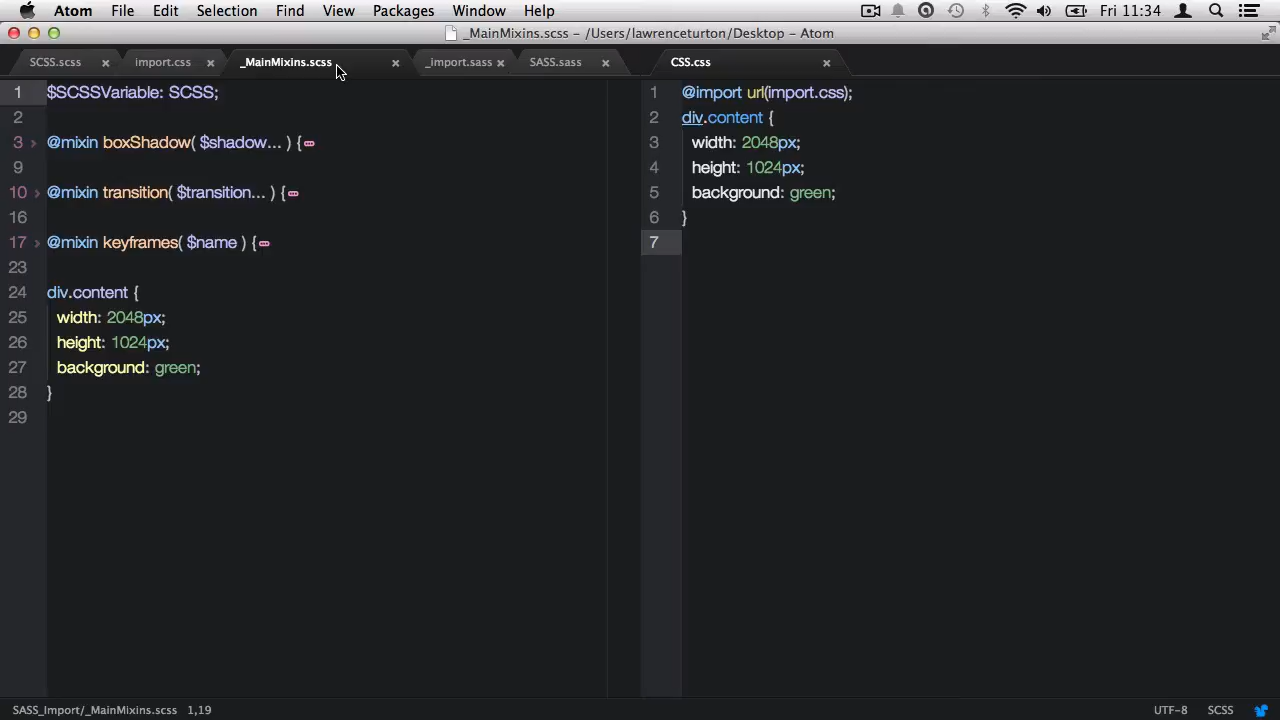 Atom File Edit Selection Find View Packages Window Help Fri 11:34
_MainMixins.scss - /Users/lawrenceturton/Desktop - Atom
SCSS.scss × import.css × _MainMixins.scss × _import.sass × SASS.sass × CSS.css ×
1 $SCSSVariable: SCSS;
2
3 @mixin boxShadow( $shadow... ) {
9
10 @mixin transition( $transition... ) {
16
17 @mixin keyframes( $name ) {
23
24 div.content {
25 width: 2048px;
26 height: 1024px;
27 background: green;
28 }
29
1 @import url(import.css);
2 div.content {
3 width: 2048px;
4 height: 1024px;
5 background: green;
6 }
7
SASS_Import/_MainMixins.scss 1,19 UTF-8 SCSS